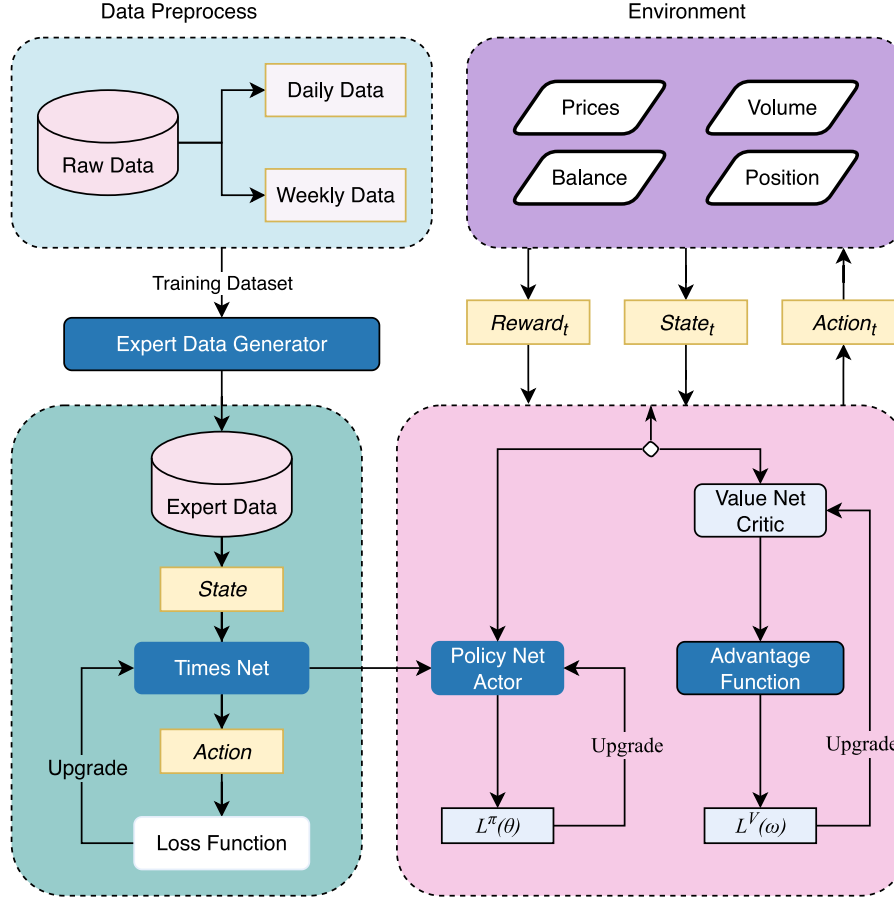 Data Preprocess
Environment
Raw Data
Daily Data
Weekly Data
Prices
Volume
Balance
Position
Training Dataset
Expert Data Generator
Reward_t
State_t
Action_t
Expert Data
State
Times Net
Action
Upgrade
Loss Function
Value Net
Critic
Policy Net
Actor
Advantage
Function
Upgrade
Upgrade
L^π(θ)
L^V(ω)